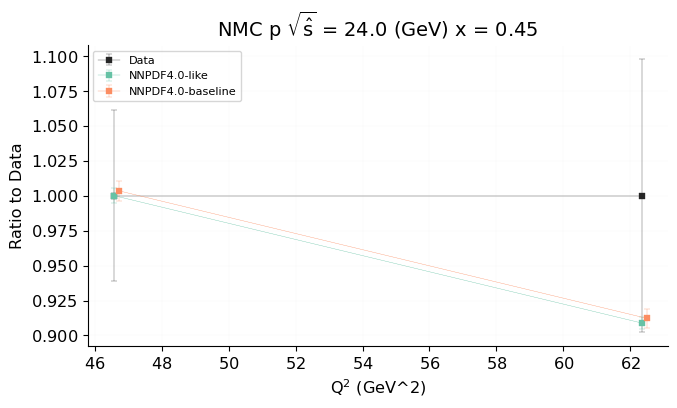 NMC p √ŝ = 24.0 (GeV) x = 0.45
Data
NNPDF4.0-like
NNPDF4.0-baseline
1.100
1.075
1.050
1.025
1.000
0.975
0.950
0.925
0.900
Ratio to Data
46 48 50 52 54 56 58 60 62
Q² (GeV^2)